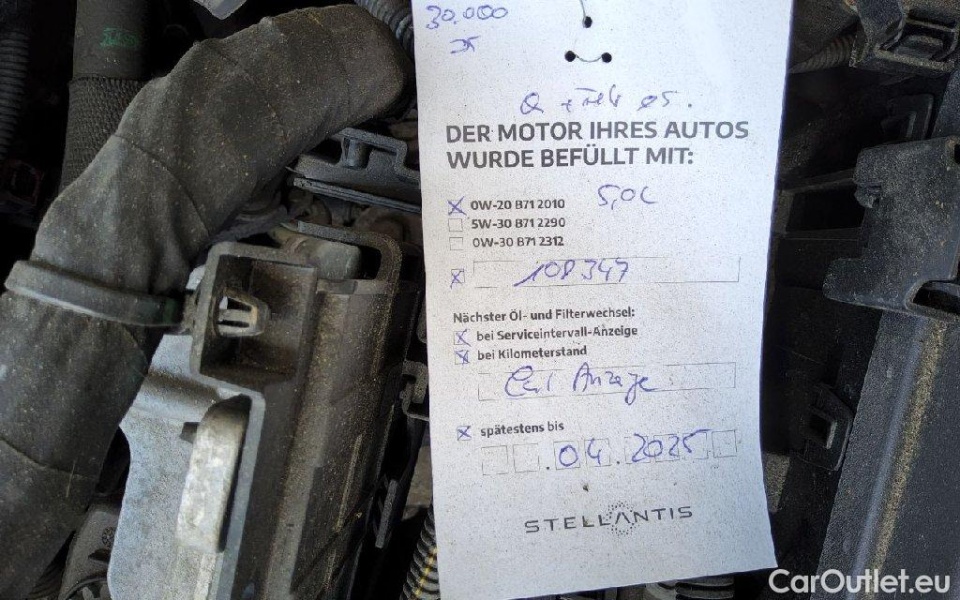 30.000
DER MOTOR IHRES AUTOS
WURDE BEFÜLLT MIT:
0W-20 B71 2010 5,0L
5W-30 B71 2290
0W-30 B71 2312
108347
Nächster Öl- und Filterwechsel:
bei Serviceintervall-Anzeige
bei Kilometerstand
Anzeige
spätestens bis
.04.2025
STELLANTIS
CarOutlet.eu